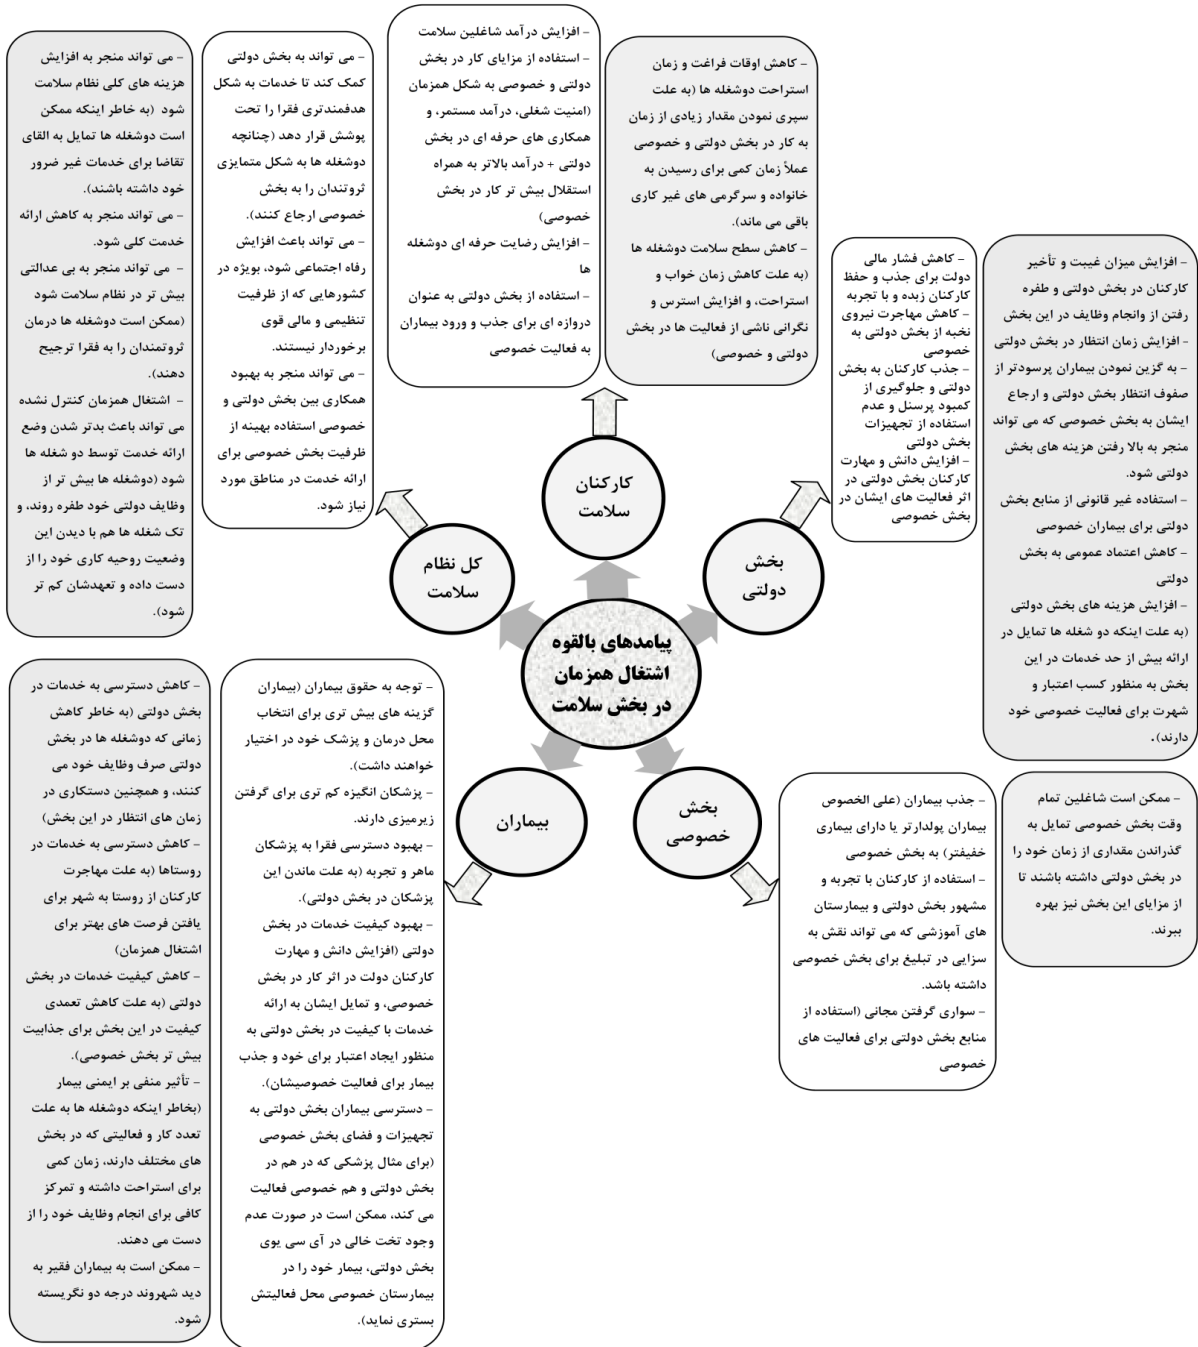 پیامدهای بالقوه
اشتغال همزمان
در بخش سلامت
کارکنان
سلامت
– افزایش درآمد شاغلین سلامت
– استفاده از مزایای کار در بخش
دولتی و خصوصی به شکل همزمان
(امنیت شغلی، درآمد مستمر، و
همکاری های حرفه ای در بخش
دولتی + درآمد بالاتر به همراه
استقلال بیش تر کار در بخش
خصوصی)
– افزایش رضایت حرفه ای دوشغله
ها
– استفاده از بخش دولتی به عنوان
دروازه ای برای جذب و ورود بیماران
به فعالیت خصوصی
– کاهش اوقات فراغت و زمان
استراحت دوشغله ها (به علت
سپری نمودن مقدار زیادی از زمان
به کار در بخش دولتی و خصوصی
عملاً زمان کمی برای رسیدن به
خانواده و سرگرمی های غیر کاری
باقی می ماند).
– کاهش سطح سلامت دوشغله ها
(به علت کاهش زمان خواب و
استراحت، و افزایش استرس و
نگرانی ناشی از فعالیت ها در بخش
دولتی و خصوصی)
بخش
دولتی
– کاهش فشار مالی
دولت برای جذب و حفظ
کارکنان زبده و با تجربه
– کاهش مهاجرت نیروی
نخبه از بخش دولتی به
خصوصی
– جذب کارکنان به بخش
دولتی و جلوگیری از
کمبود پرسنل و عدم
استفاده از تجهیزات
بخش دولتی
– افزایش دانش و مهارت
کارکنان بخش دولتی در
اثر فعالیت های ایشان در
بخش خصوصی
– افزایش میزان غیبت و تأخیر
کارکنان در بخش دولتی و طفره
رفتن از وانجام وظایف در این بخش
– افزایش زمان انتظار در بخش دولتی
– به گزین نمودن بیماران پرسودتر از
صفوف انتظار بخش دولتی و ارجاع
ایشان به بخش خصوصی که می تواند
منجر به بالا رفتن هزینه های بخش
دولتی شود.
– استفاده غیر قانونی از منابع بخش
دولتی برای بیماران خصوصی
– کاهش اعتماد عمومی به بخش
دولتی
– افزایش هزینه های بخش دولتی
(به علت اینکه دو شغله ها تمایل در
ارائه بیش از حد خدمات در این
بخش به منظور کسب اعتبار و
شهرت برای فعالیت خصوصی خود
دارند).
کل نظام
سلامت
– می تواند به بخش دولتی
کمک کند تا خدمات به شکل
هدفمندتری فقرا را تحت
پوشش قرار دهد (چنانچه
دوشغله ها به شکل متمایزی
ثروتندان را به بخش
خصوصی ارجاع کنند).
– می تواند باعث افزایش
رفاه اجتماعی شود، بویژه در
کشورهایی که از ظرفیت
تنظیمی و مالی قوی
برخوردار نیستند.
– می تواند منجر به بهبود
همکاری بین بخش دولتی و
خصوصی استفاده بهینه از
ظرفیت بخش خصوصی برای
ارائه خدمت در مناطق مورد
نیاز شود.
– می تواند منجر به افزایش
هزینه های کلی نظام سلامت
شود (به خاطر اینکه ممکن
است دوشغله ها تمایل به القای
تقاضا برای خدمات غیر ضرور
خود داشته باشند).
– می تواند منجر به کاهش ارائه
خدمت کلی شود.
– می تواند منجر به بی عدالتی
بیش تر در نظام سلامت شود
(ممکن است دوشغله ها درمان
ثروتمندان را به فقرا ترجیح
دهند).
– اشتغال همزمان کنترل نشده
می تواند باعث بدتر شدن وضع
ارائه خدمت توسط دو شغله ها
شود (دوشغله ها بیش تر از
وظایف دولتی خود طفره روند، و
تک شغله ها هم با دیدن این
وضعیت روحیه کاری خود را از
دست داده و تعهدشان کم تر
شود).
بخش
خصوصی
– جذب بیماران (علی الخصوص
بیماران پولدارتر یا دارای بیماری
خفیفتر) به بخش خصوصی
– استفاده از کارکنان با تجربه و
مشهور بخش دولتی و بیمارستان
های آموزشی که می تواند نقش به
سزایی در تبلیغ برای بخش خصوصی
داشته باشد.
– سواری گرفتن مجانی (استفاده از
منابع بخش دولتی برای فعالیت های
خصوصی
– ممکن است شاغلین تمام
وقت بخش خصوصی تمایل به
گذراندن مقداری از زمان خود را
در بخش دولتی داشته باشند تا
از مزایای این بخش نیز بهره
ببرند.
بیماران
– توجه به حقوق بیماران (بیماران
گزینه های بیش تری برای انتخاب
محل درمان و پزشک خود در اختیار
خواهند داشت).
– پزشکان انگیزه کم تری برای گرفتن
زیرمیزی دارند.
– بهبود دسترسی فقرا به پزشکان
ماهر و تجربه (به علت ماندن این
پزشکان در بخش دولتی).
– بهبود کیفیت خدمات در بخش
دولتی (افزایش دانش و مهارت
کارکنان دولت در اثر کار در بخش
خصوصی، و تمایل ایشان به ارائه
خدمات با کیفیت در بخش دولتی به
منظور ایجاد اعتبار برای خود و جذب
بیمار برای فعالیت خصوصیشان).
– دسترسی بیماران بخش دولتی به
تجهیزات و فضای بخش خصوصی
(برای مثال پزشکی که در هم در
بخش دولتی و هم خصوصی فعالیت
می کند، ممکن است در صورت عدم
وجود تخت خالی در آی سی یوی
بخش دولتی، بیمار خود را در
بیمارستان خصوصی محل فعالیتش
بستری نماید).
– کاهش دسترسی به خدمات در
بخش دولتی (به خاطر کاهش
زمانی که دوشغله ها در بخش
دولتی صرف وظایف خود می
کنند، و همچنین دستکاری در
زمان های انتظار در این بخش)
– کاهش دسترسی به خدمات در
روستاها (به علت مهاجرت
کارکنان از روستا به شهر برای
یافتن فرصت های بهتر برای
اشتغال همزمان)
– کاهش کیفیت خدمات در بخش
دولتی (به علت کاهش تعمدی
کیفیت در این بخش برای جذابیت
بیش تر بخش خصوصی).
– تأثیر منفی بر ایمنی بیمار
(بخاطر اینکه دوشغله ها به علت
تعدد کار و فعالیتی که در بخش
های مختلف دارند، زمان کمی
برای استراحت داشته و تمرکز
کافی برای انجام وظایف خود را از
دست می دهند.
– ممکن است به بیماران فقیر به
دید شهروند درجه دو نگریسته
شود.